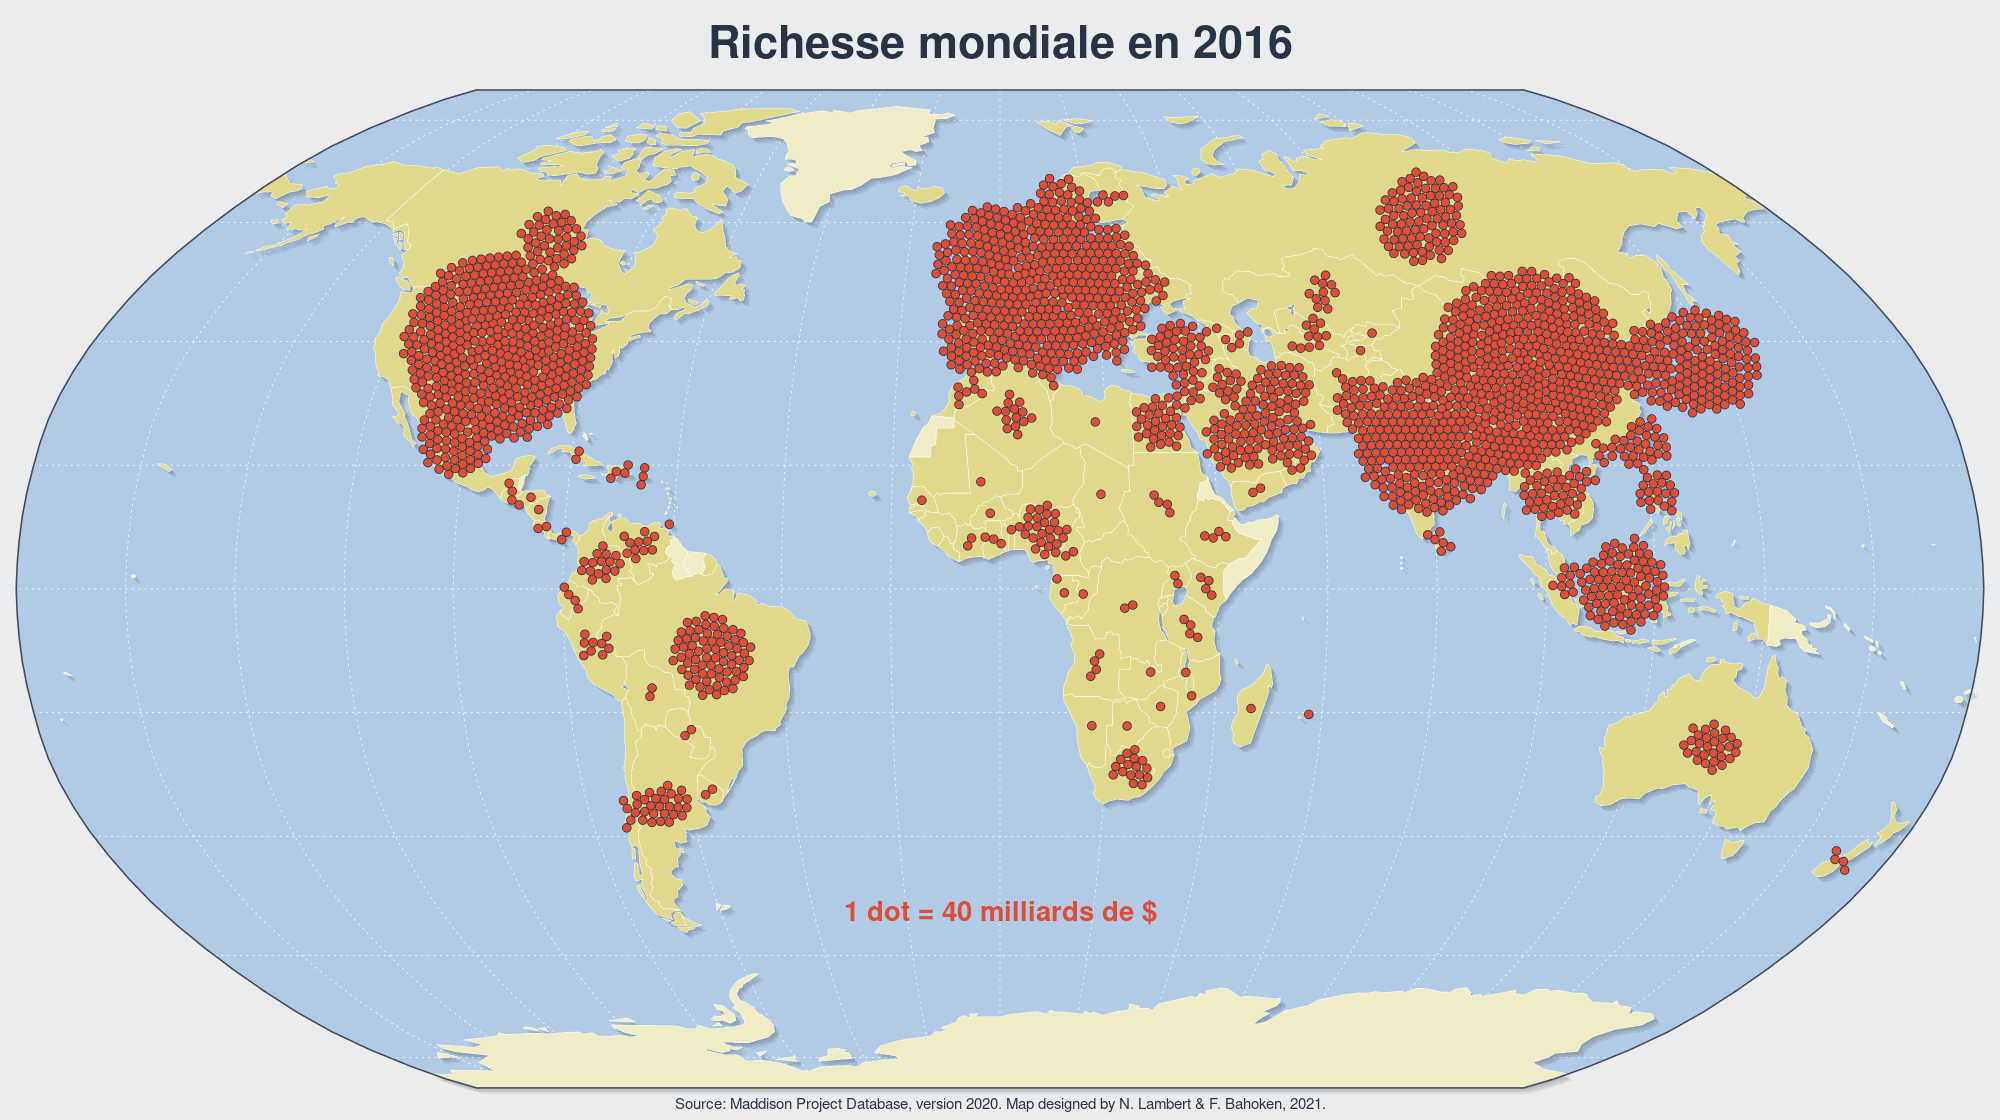 Richesse mondiale en 2016
1 dot = 40 milliards de $
Source: Maddison Project Database, version 2020. Map designed by N. Lambert & F. Bahoken, 2021.